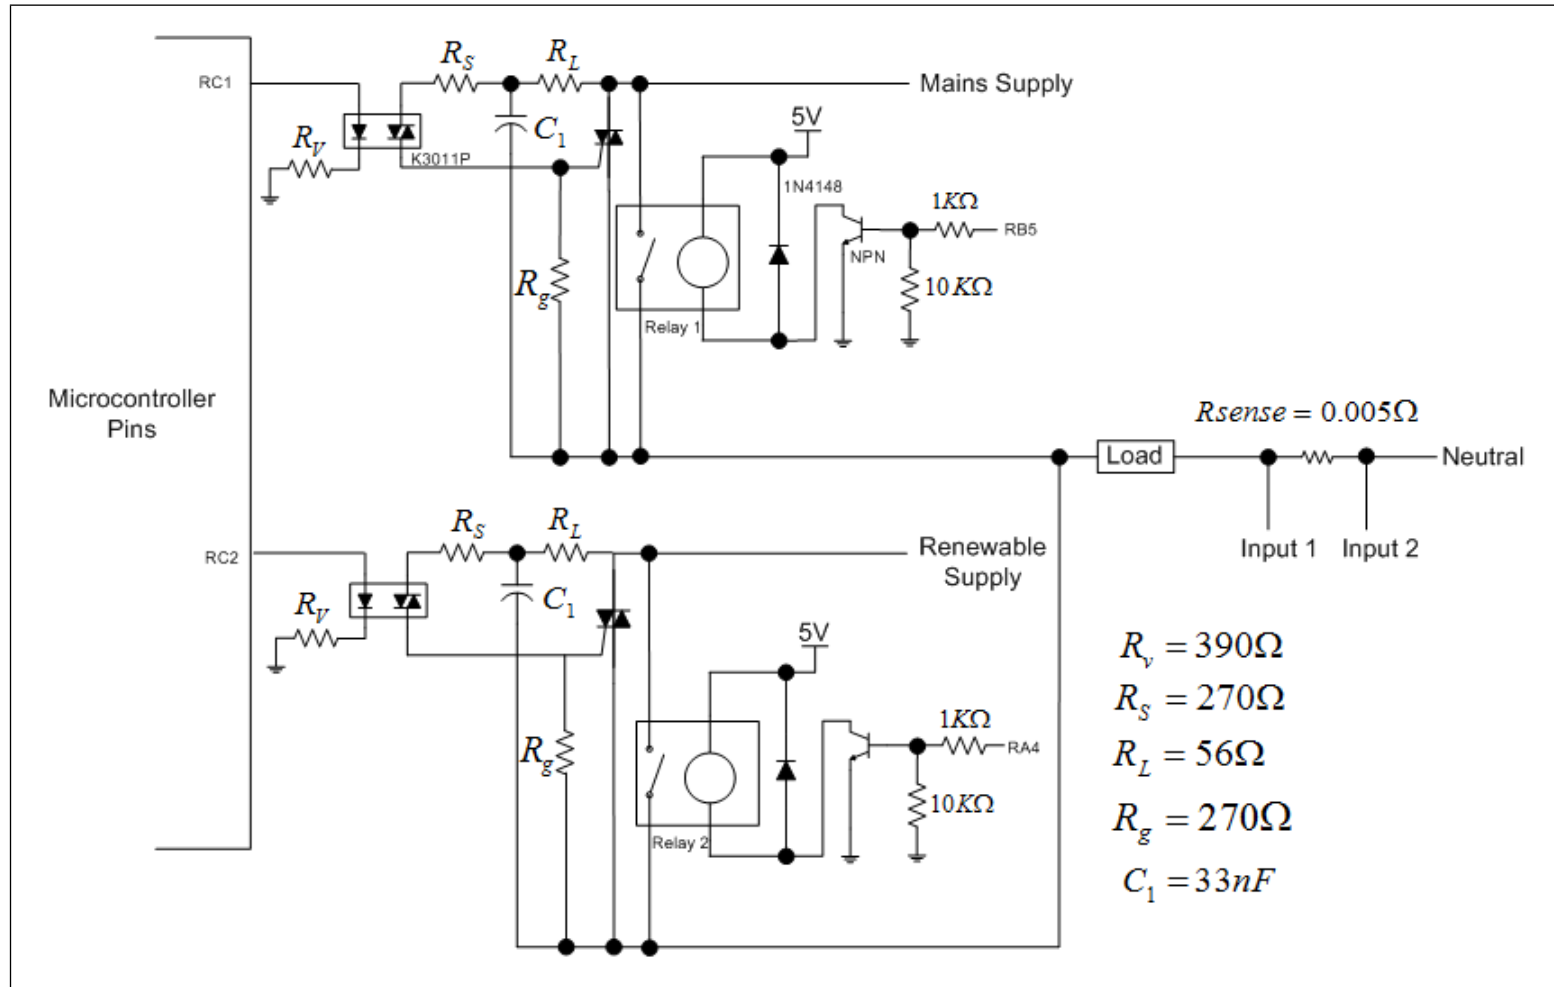 RC1
R_S
R_L
Mains Supply
C_1
5V
R_V
K3011P
1N4148
1KΩ
RB5
NPN
R_g
10KΩ
Relay 1
Microcontroller
Pins
Rsense = 0.005Ω
Load
Neutral
Input 1
Input 2
RC2
R_S
R_L
Renewable
Supply
C_1
R_V
5V
R_v = 390Ω
R_S = 270Ω
1KΩ
RA4
R_g
R_L = 56Ω
10KΩ
Relay 2
R_g = 270Ω
C_1 = 33nF